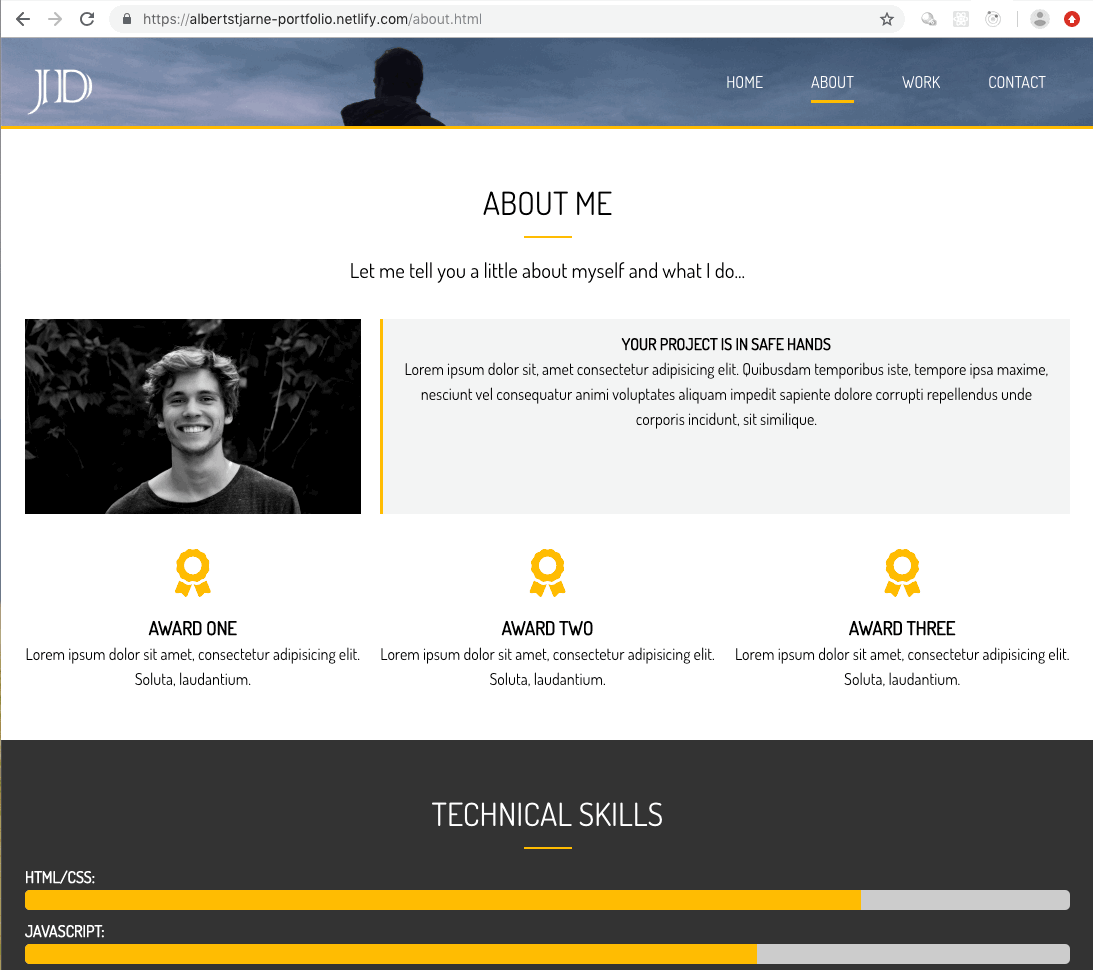 https://albertstjarne-portfolio.netlify.com/about.html
JD
HOME ABOUT WORK CONTACT
ABOUT ME
Let me tell you a little about myself and what I do...
YOUR PROJECT IS IN SAFE HANDS
Lorem ipsum dolor sit, amet consectetur adipisicing elit. Quibusdam temporibus iste, tempore ipsa maxime,
nesciunt vel consequatur animi voluptates aliquam impedit sapiente dolore corrupti repellendus unde
corporis incidunt, sit similique.
AWARD ONE
Lorem ipsum dolor sit amet, consectetur adipisicing elit.
Soluta, laudantium.
AWARD TWO
Lorem ipsum dolor sit amet, consectetur adipisicing elit.
Soluta, laudantium.
AWARD THREE
Lorem ipsum dolor sit amet, consectetur adipisicing elit.
Soluta, laudantium.
TECHNICAL SKILLS
HTML/CSS:
JAVASCRIPT: